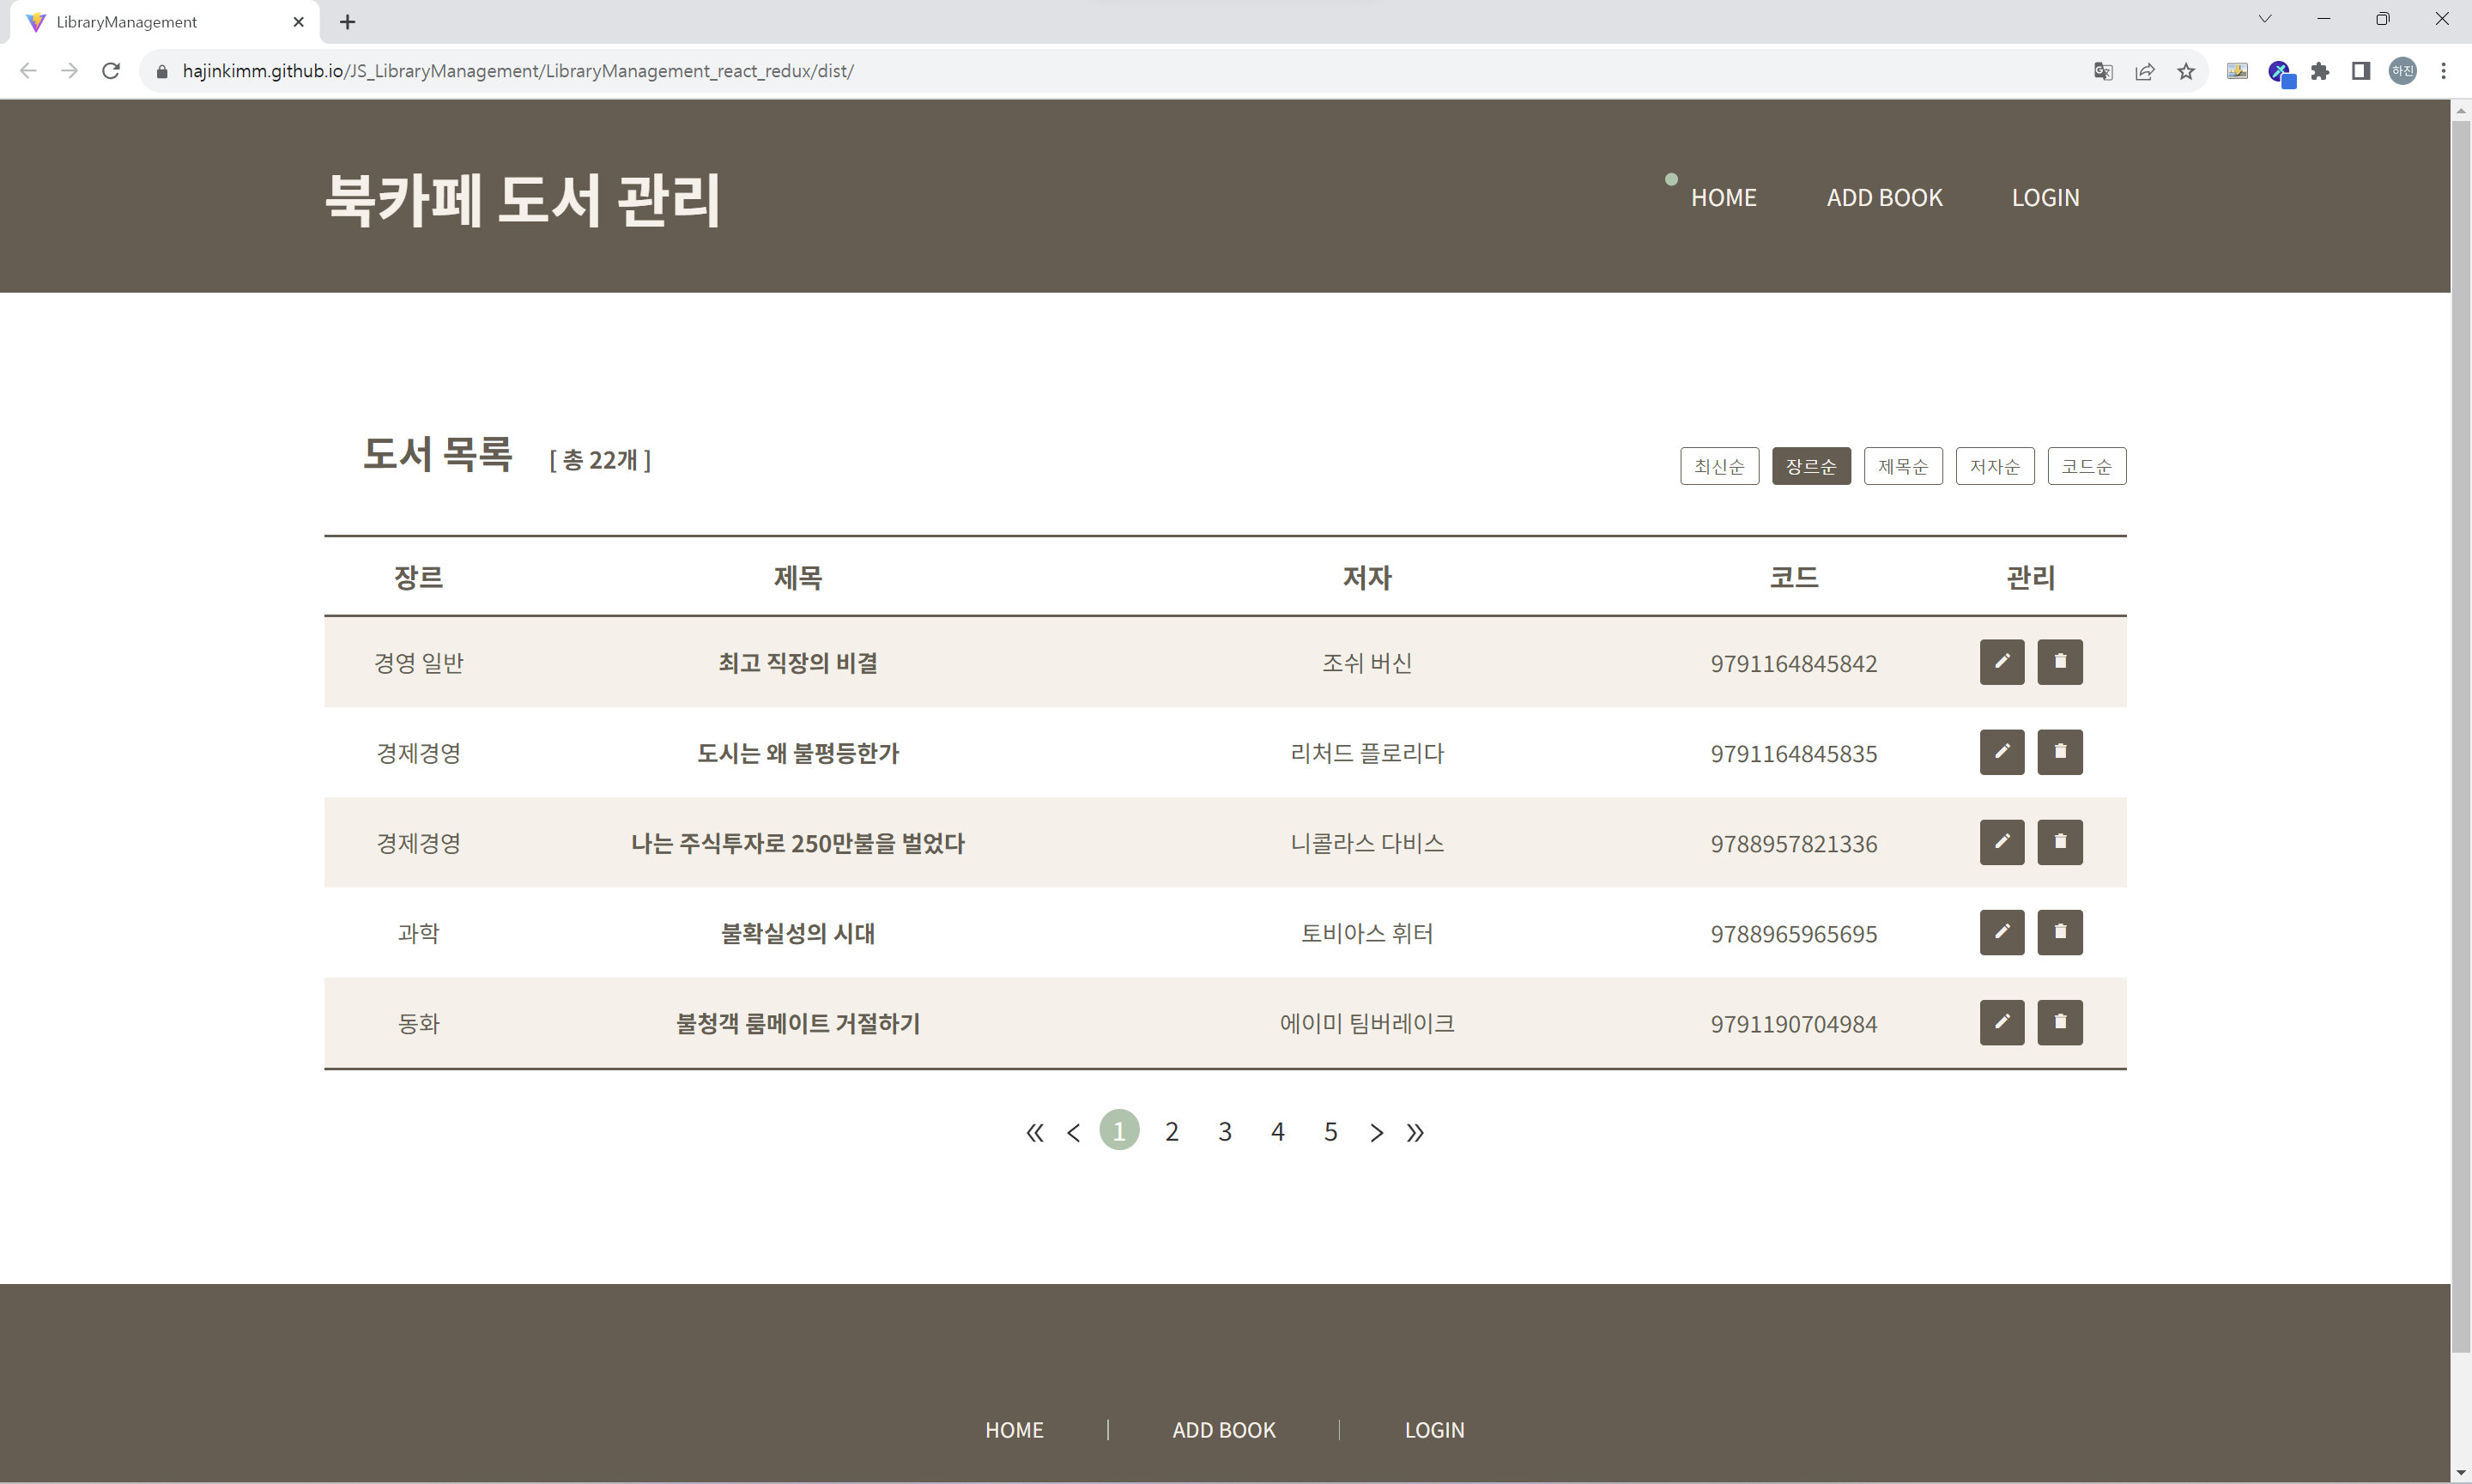 LibraryManagement
hajinkimm.github.io/JS_LibraryManagement/LibraryManagement_react_redux/dist/
하진
북카페 도서 관리
HOME ADD BOOK LOGIN
도서 목록 [ 총 22개 ]
최신순 장르순 제목순 저자순 코드순
장르 제목 저자 코드 관리
경영 일반 최고 직장의 비결 조쉬 버신 9791164845842
경제경영 도시는 왜 불평등한가 리처드 플로리다 9791164845835
경제경영 나는 주식투자로 250만불을 벌었다 니콜라스 다비스 9788957821336
과학 불확실성의 시대 토비아스 휘터 9788965965695
동화 불청객 룸메이트 거절하기 에이미 팀버레이크 9791190704984
« < 1 2 3 4 5 > »
HOME | ADD BOOK | LOGIN